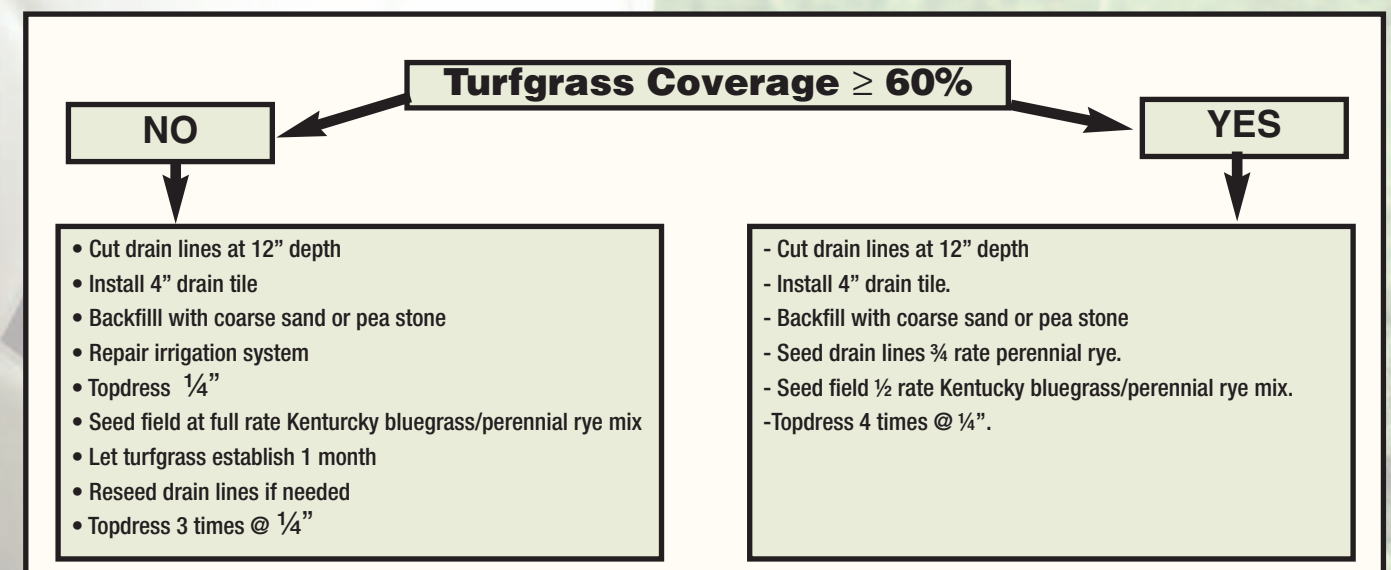 Turfgrass Coverage ≥ 60%
NO
YES
• Cut drain lines at 12” depth
• Install 4” drain tile
• Backfilll with coarse sand or pea stone
• Repair irrigation system
• Topdress ¼”
• Seed field at full rate Kenturcky bluegrass/perennial rye mix
• Let turfgrass establish 1 month
• Reseed drain lines if needed
• Topdress 3 times @ ¼”
- Cut drain lines at 12” depth
- Install 4” drain tile.
- Backfill with coarse sand or pea stone
- Seed drain lines ¾ rate perennial rye.
- Seed field ½ rate Kentucky bluegrass/perennial rye mix.
-Topdress 4 times @ ¼”.